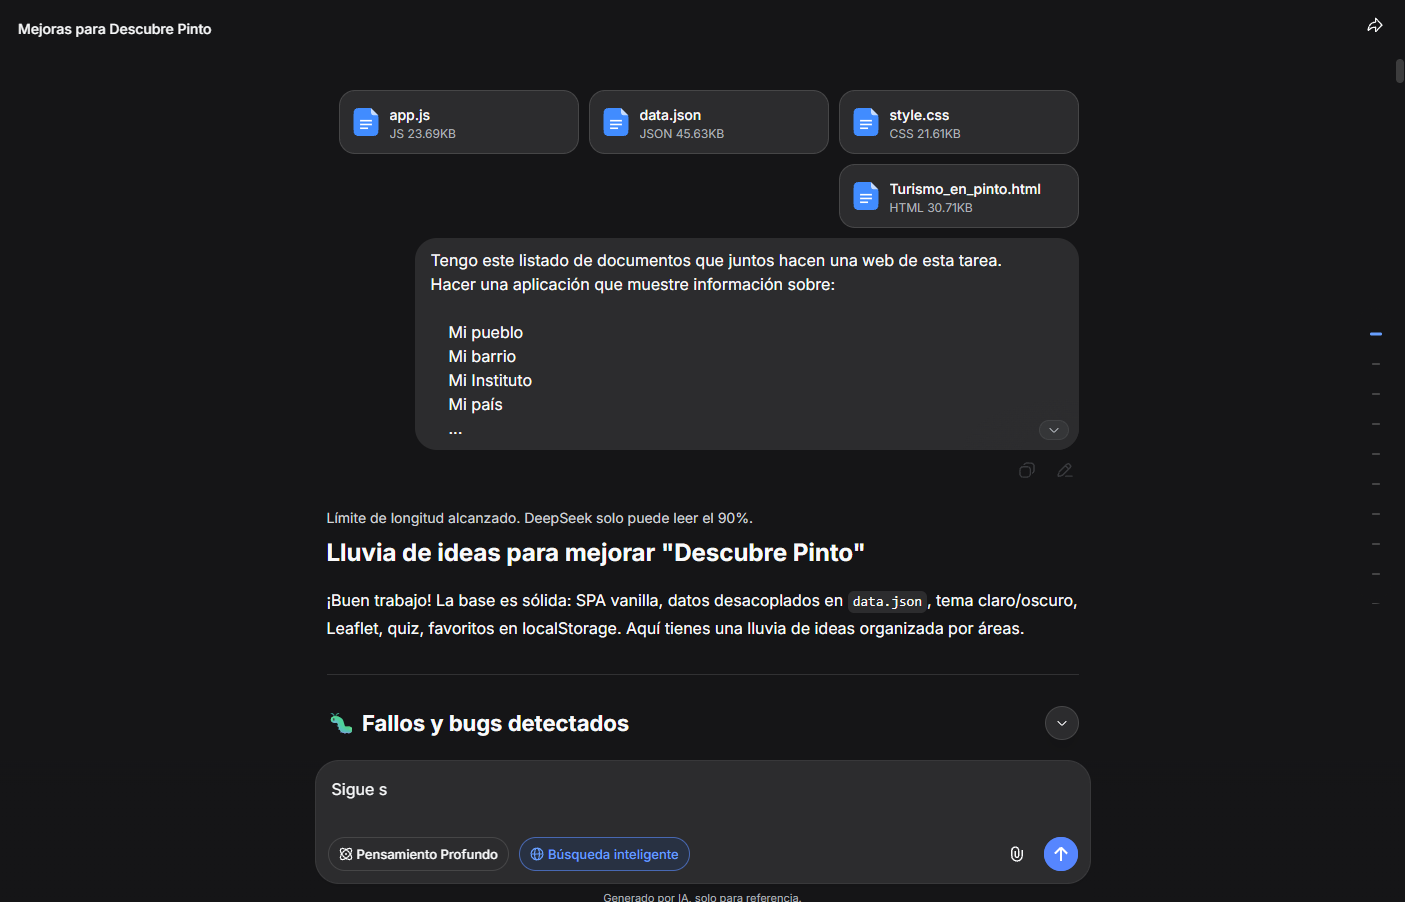 Mejoras para Descubre Pinto
app.js
JS 23.69KB
data.json
JSON 45.63KB
style.css
CSS 21.61KB
Turismo_en_pinto.html
HTML 30.71KB
Tengo este listado de documentos que juntos hacen una web de esta tarea.
Hacer una aplicación que muestre información sobre:
Mi pueblo
Mi barrio
Mi Instituto
Mi país
...
Límite de longitud alcanzado. DeepSeek solo puede leer el 90%.
Lluvia de ideas para mejorar "Descubre Pinto"
¡Buen trabajo! La base es sólida: SPA vanilla, datos desacoplados en data.json, tema claro/oscuro,
Leaflet, quiz, favoritos en localStorage. Aquí tienes una lluvia de ideas organizada por áreas.
🐛 Fallos y bugs detectados
Sigue s
Pensamiento Profundo
Búsqueda inteligente
Generado por IA, solo para referencia.